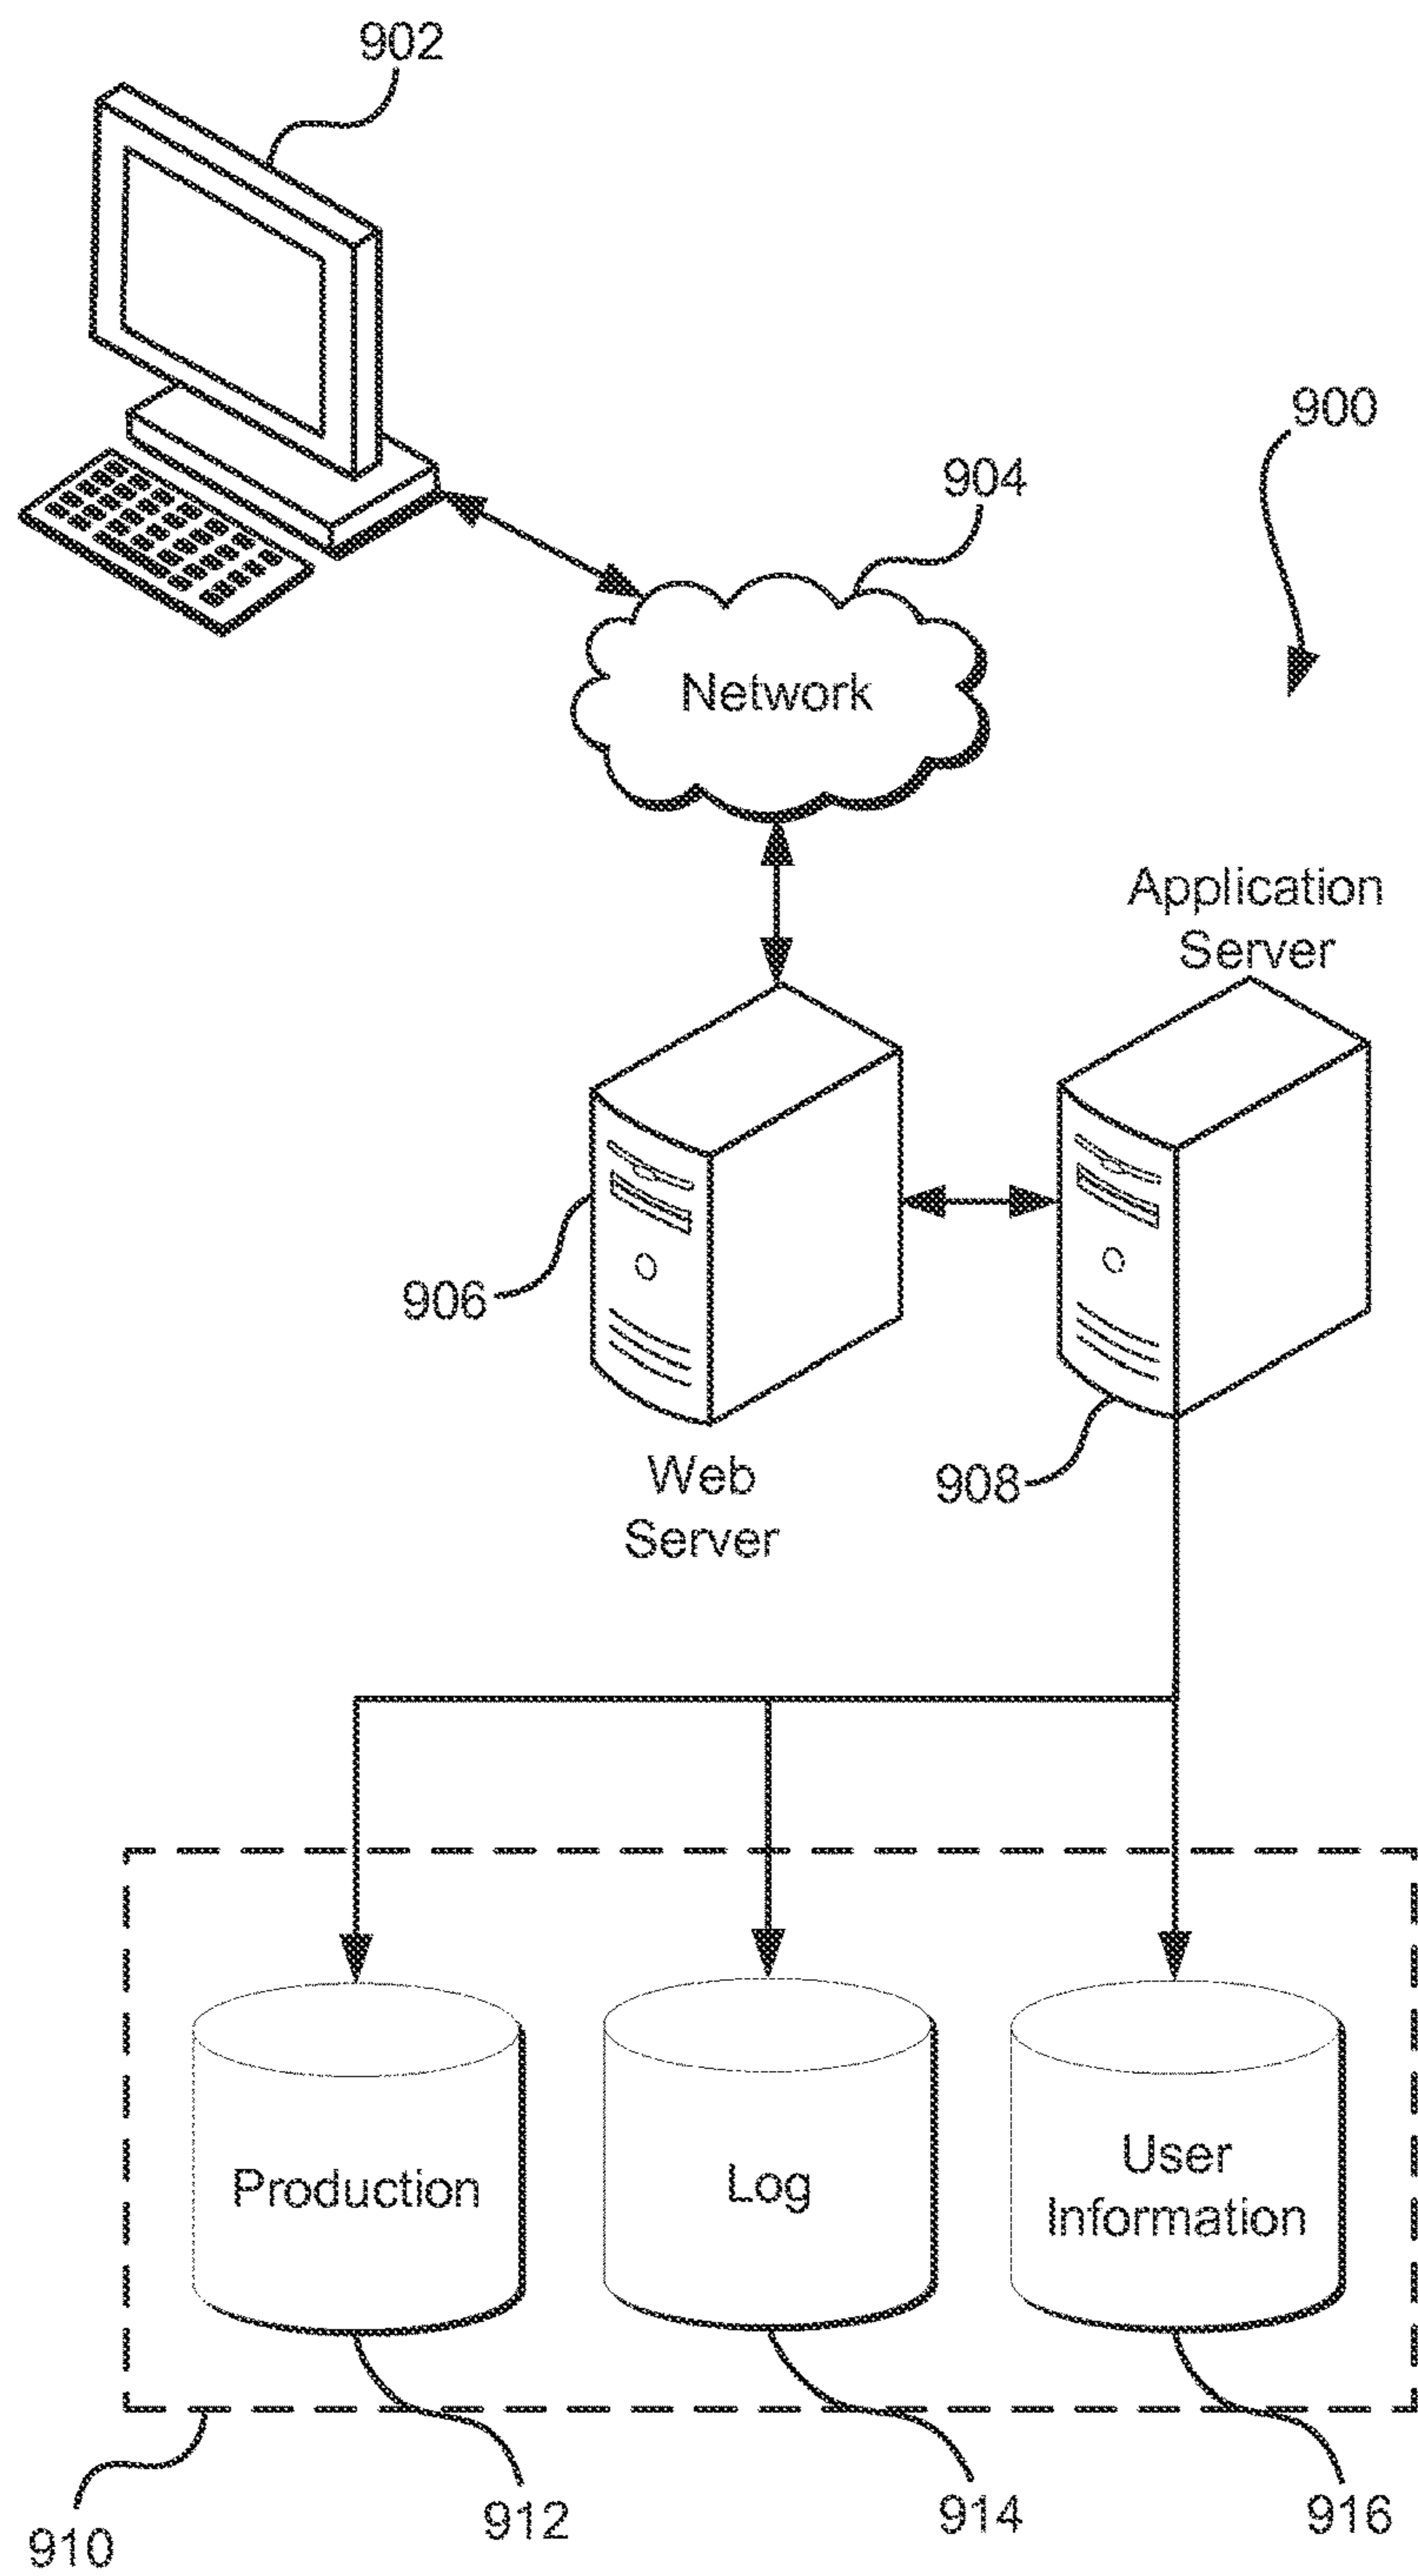 902
900
904
Network
Application
Server
906
908
Web
Server
Production
Log
User
Information
910
912
914
916